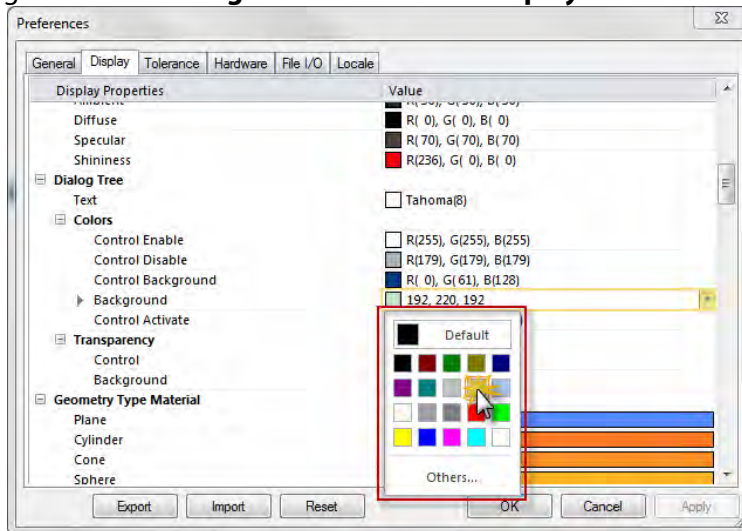 Preferences
General Display Tolerance Hardware File I/O Locale
Display Properties Value
Diffuse R( 0), G( 0), B( 0)
Specular R( 70), G( 70), B( 70)
Shininess R(236), G( 0), B( 0)
Dialog Tree
Text Tahoma(8)
Colors
Control Enable R(255), G(255), B(255)
Control Disable R(179), G(179), B(179)
Control Background R( 0), G( 61), B(128)
Background 192, 220, 192
Control Activate
Default
Transparency
Control
Background
Geometry Type Material
Plane
Cylinder
Cone
Sphere
Others...
Export Import Reset OK Cancel Apply